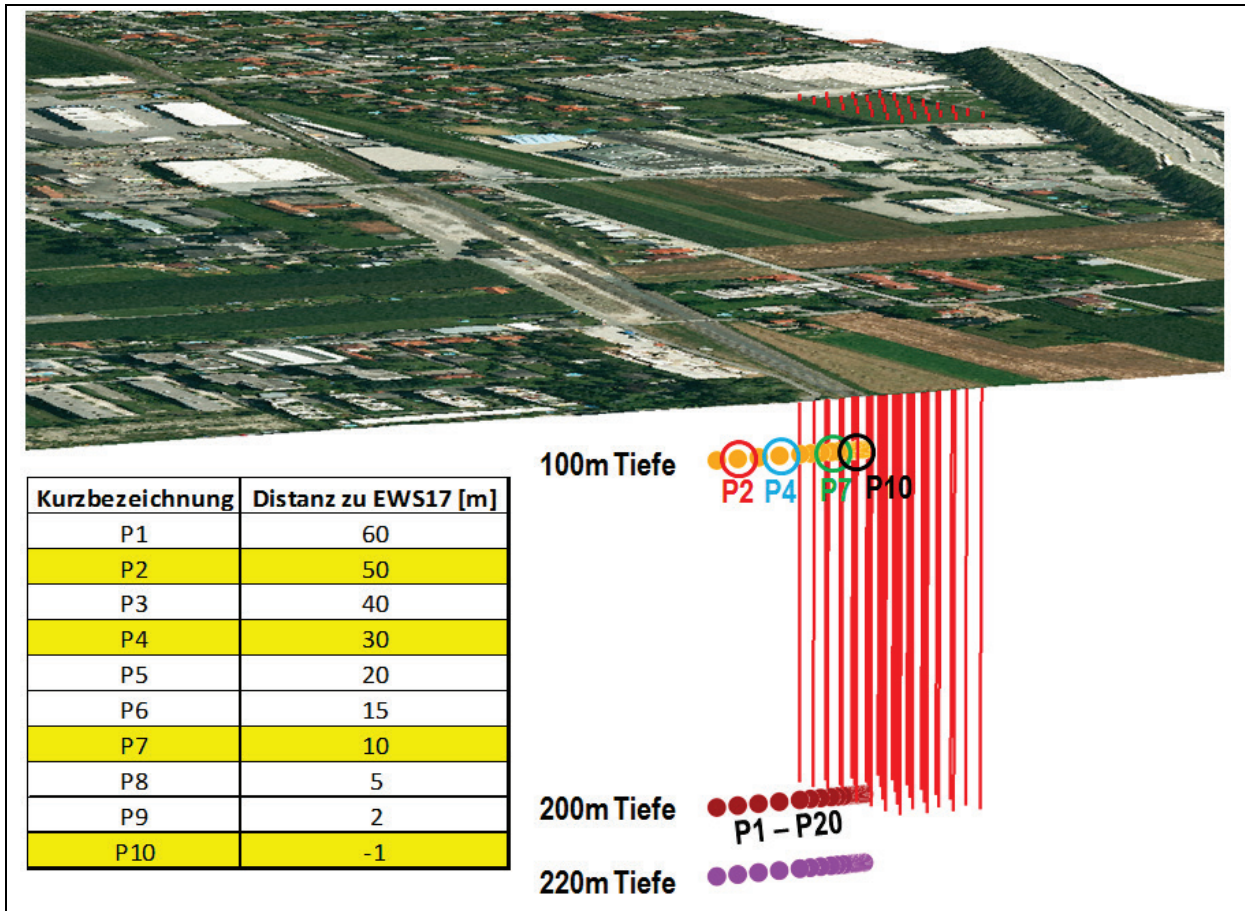 100m Tiefe
P2 P4 P7 P10
Kurzbezeichnung Distanz zu EWS17 [m]
P1 60
P2 50
P3 40
P4 30
P5 20
P6 15
P7 10
P8 5
P9 2
P10 -1
200m Tiefe
P1 – P20
220m Tiefe